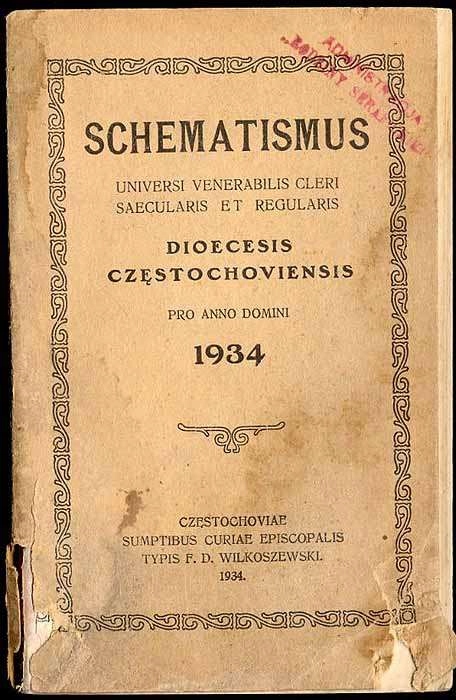 SCHEMATISMUS
UNIVERSI VENERABILIS CLERI
SAECULARIS ET REGULARIS
DIOECESIS
CZĘSTOCHOVIENSIS
PRO ANNO DOMINI
1934
CZĘSTOCHOVIAE
SUMPTIBUS CURIAE EPISCOPALIS
TYPIS F. D. WILKOSZEWSKI.
1934.